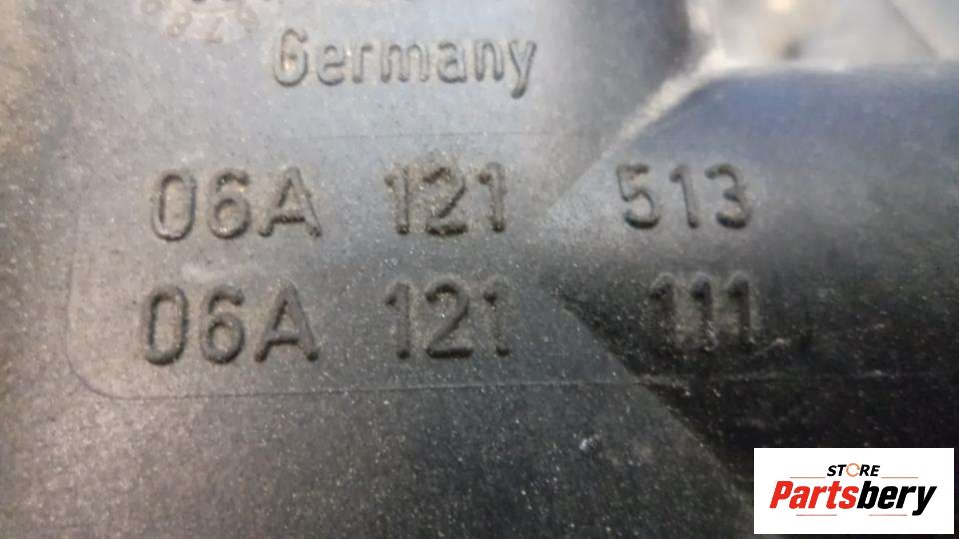 Germany
06A 121 513
06A 121 111
STORE
Partsbery